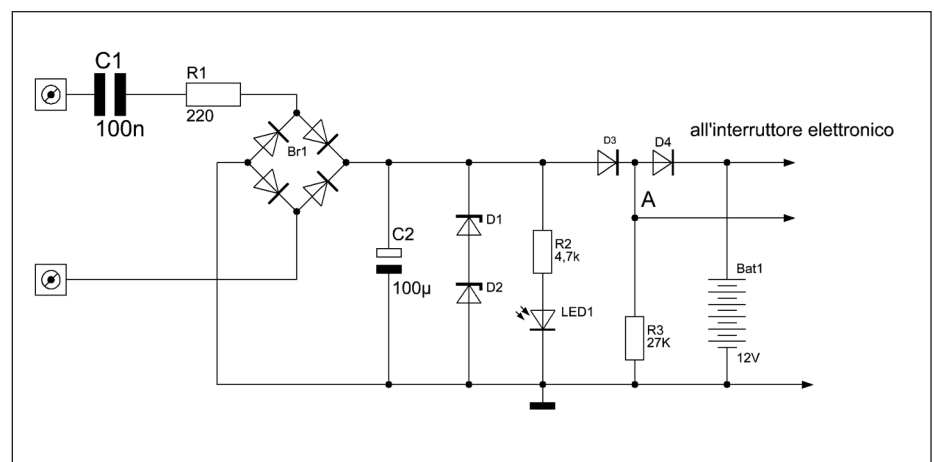 C1
100n
R1
220
Br1
C2
100µ
D1
D2
R2
4,7k
LED1
D3
D4
all'interruttore elettronico
A
R3
27K
Bat1
12V